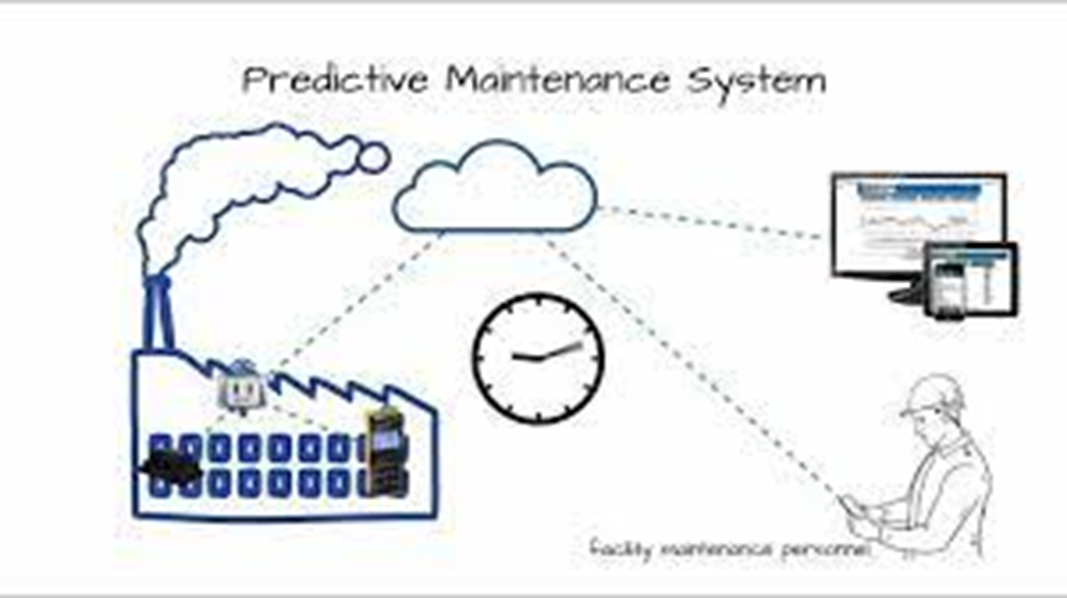 Predictive Maintenance System
facility maintenance personnel